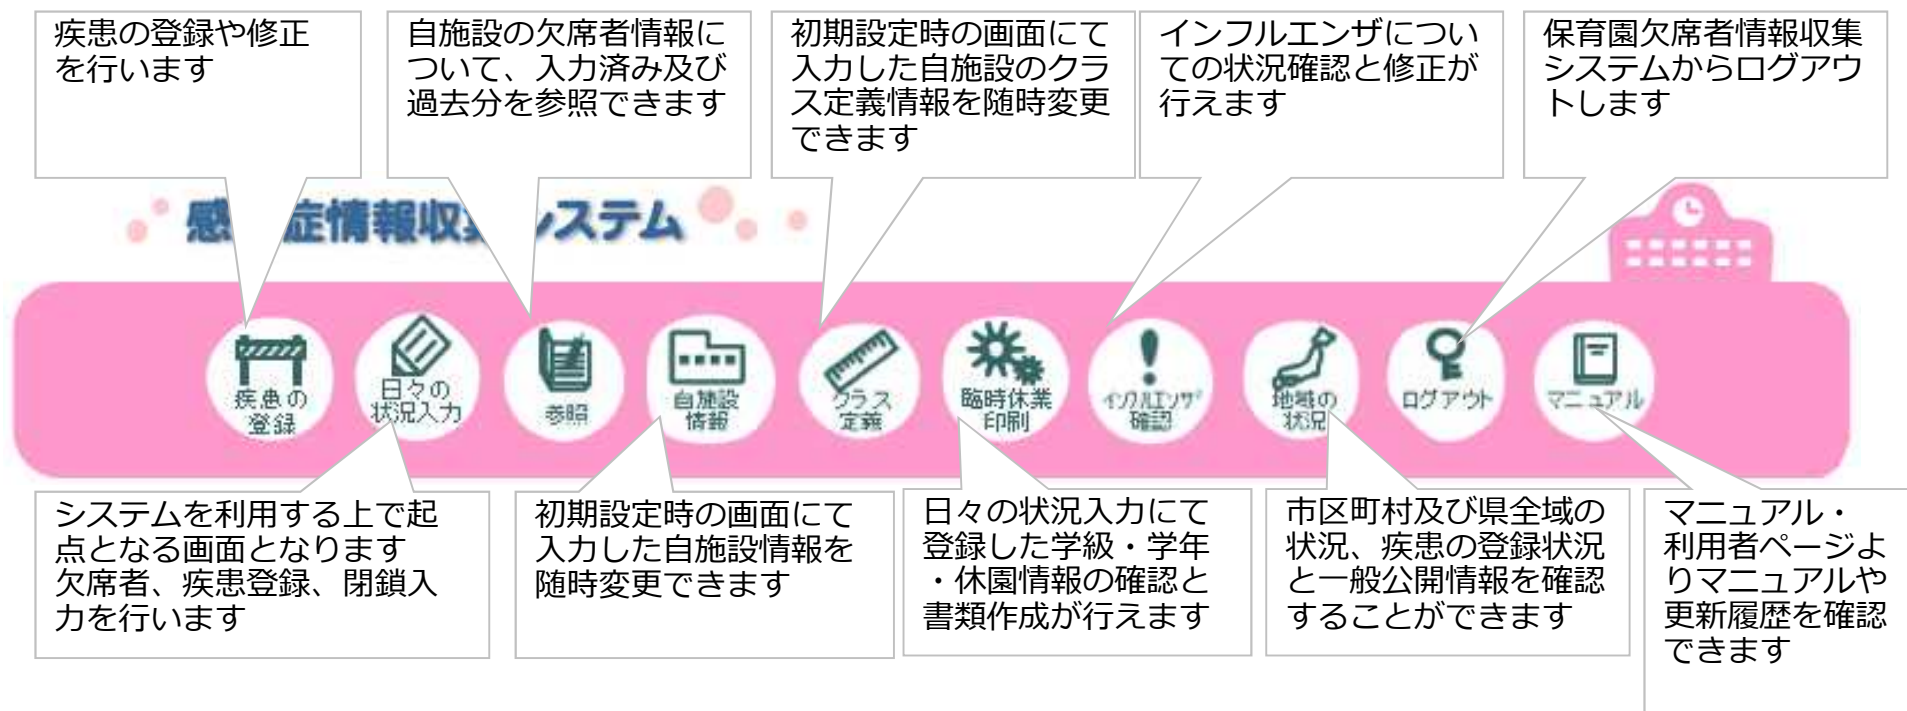 疾患の登録や修正
を行います
自施設の欠席者情報に
ついて、入力済み及び
過去分を参照できます
初期設定時の画面にて
入力した自施設のクラ
ス定義情報を随時変更
できます
インフルエンザについ
ての状況確認と修正が
行えます
保育園欠席者情報収集
システムからログアウ
トします
感 症情報収 システム
疾患の
登録
日々の
状況入力
参照
自施設
情報
クラス
定義
臨時休業
印刷
インフルエンザ
確認
地域の
状況
ログアウト
マニュアル
システムを利用する上で起
点となる画面となります
欠席者、疾患登録、閉鎖入
力を行います
初期設定時の画面にて
入力した自施設情報を
随時変更できます
日々の状況入力にて
登録した学級・学年
・休園情報の確認と
書類作成が行えます
市区町村及び県全域の
状況、疾患の登録状況
と一般公開情報を確認
することができます
マニュアル・
利用者ページよ
りマニュアルや
更新履歴を確認
できます